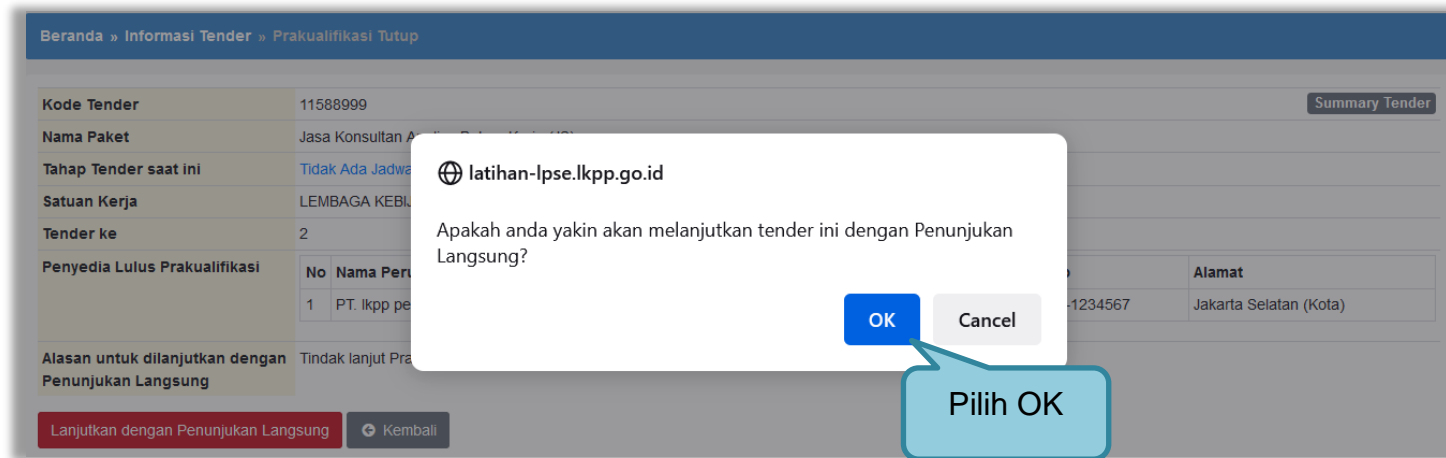 Beranda » Informasi Tender » Prakualifikasi Tutup
Kode Tender 11588999 Summary Tender
Nama Paket Jasa Konsultan
Tahap Tender saat ini Tidak Ada Jadwa
Satuan Kerja LEMBAGA KEBIJ
Tender ke 2
Penyedia Lulus Prakualifikasi No Nama Peru Alamat
1 PT. lkpp pe -1234567 Jakarta Selatan (Kota)
Alasan untuk dilanjutkan dengan Tindak lanjut Pra
Penunjukan Langsung
Lanjutkan dengan Penunjukan Langsung Kembali
latihan-lpse.lkpp.go.id
Apakah anda yakin akan melanjutkan tender ini dengan Penunjukan
Langsung?
OK Cancel
Pilih OK